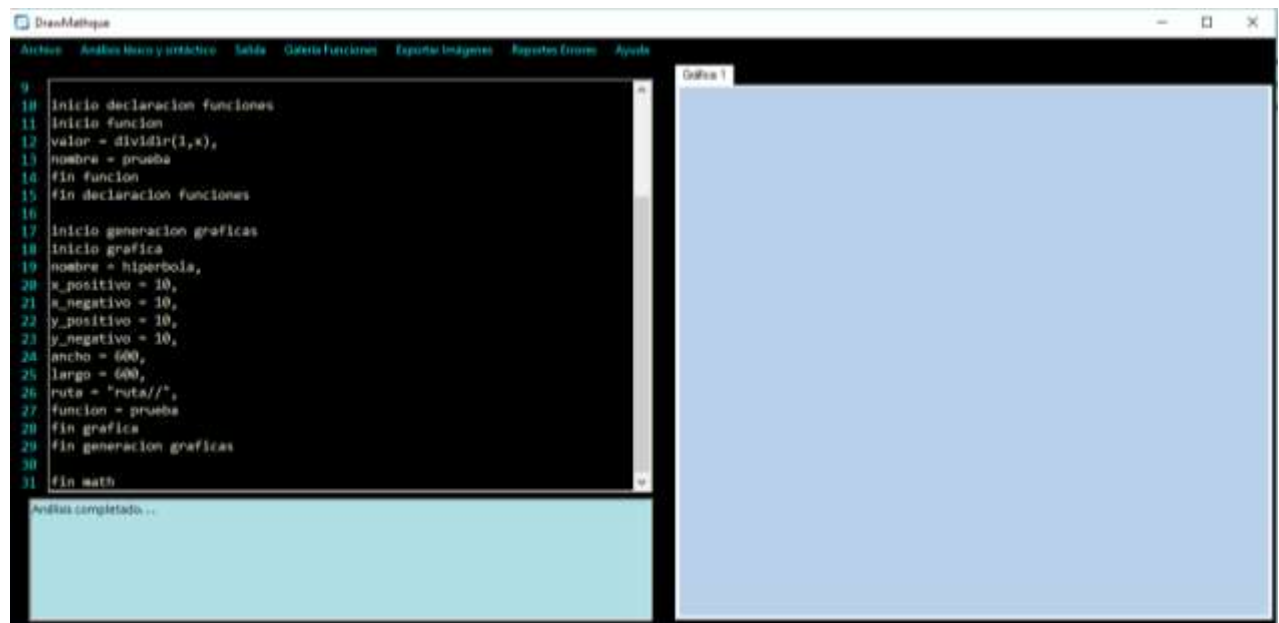 DrawMathique
Archivo Análisis léxico y sintáctico Salida Galería Funciones Exportar Imágenes Reportes Errores Ayuda
Gráfica 1
9
10 inicio declaracion funciones
11 inicio funcion
12 valor = dividir(1,x),
13 nombre = prueba
14 fin funcion
15 fin declaracion funciones
16
17 inicio generacion graficas
18 inicio grafica
19 nombre = hiperbola,
20 x_positivo = 10,
21 x_negativo = 10,
22 y_positivo = 10,
23 y_negativo = 10,
24 ancho = 600,
25 largo = 600,
26 ruta = "ruta//",
27 funcion = prueba
28 fin grafica
29 fin generacion graficas
30
31 fin math
Análisis completado....